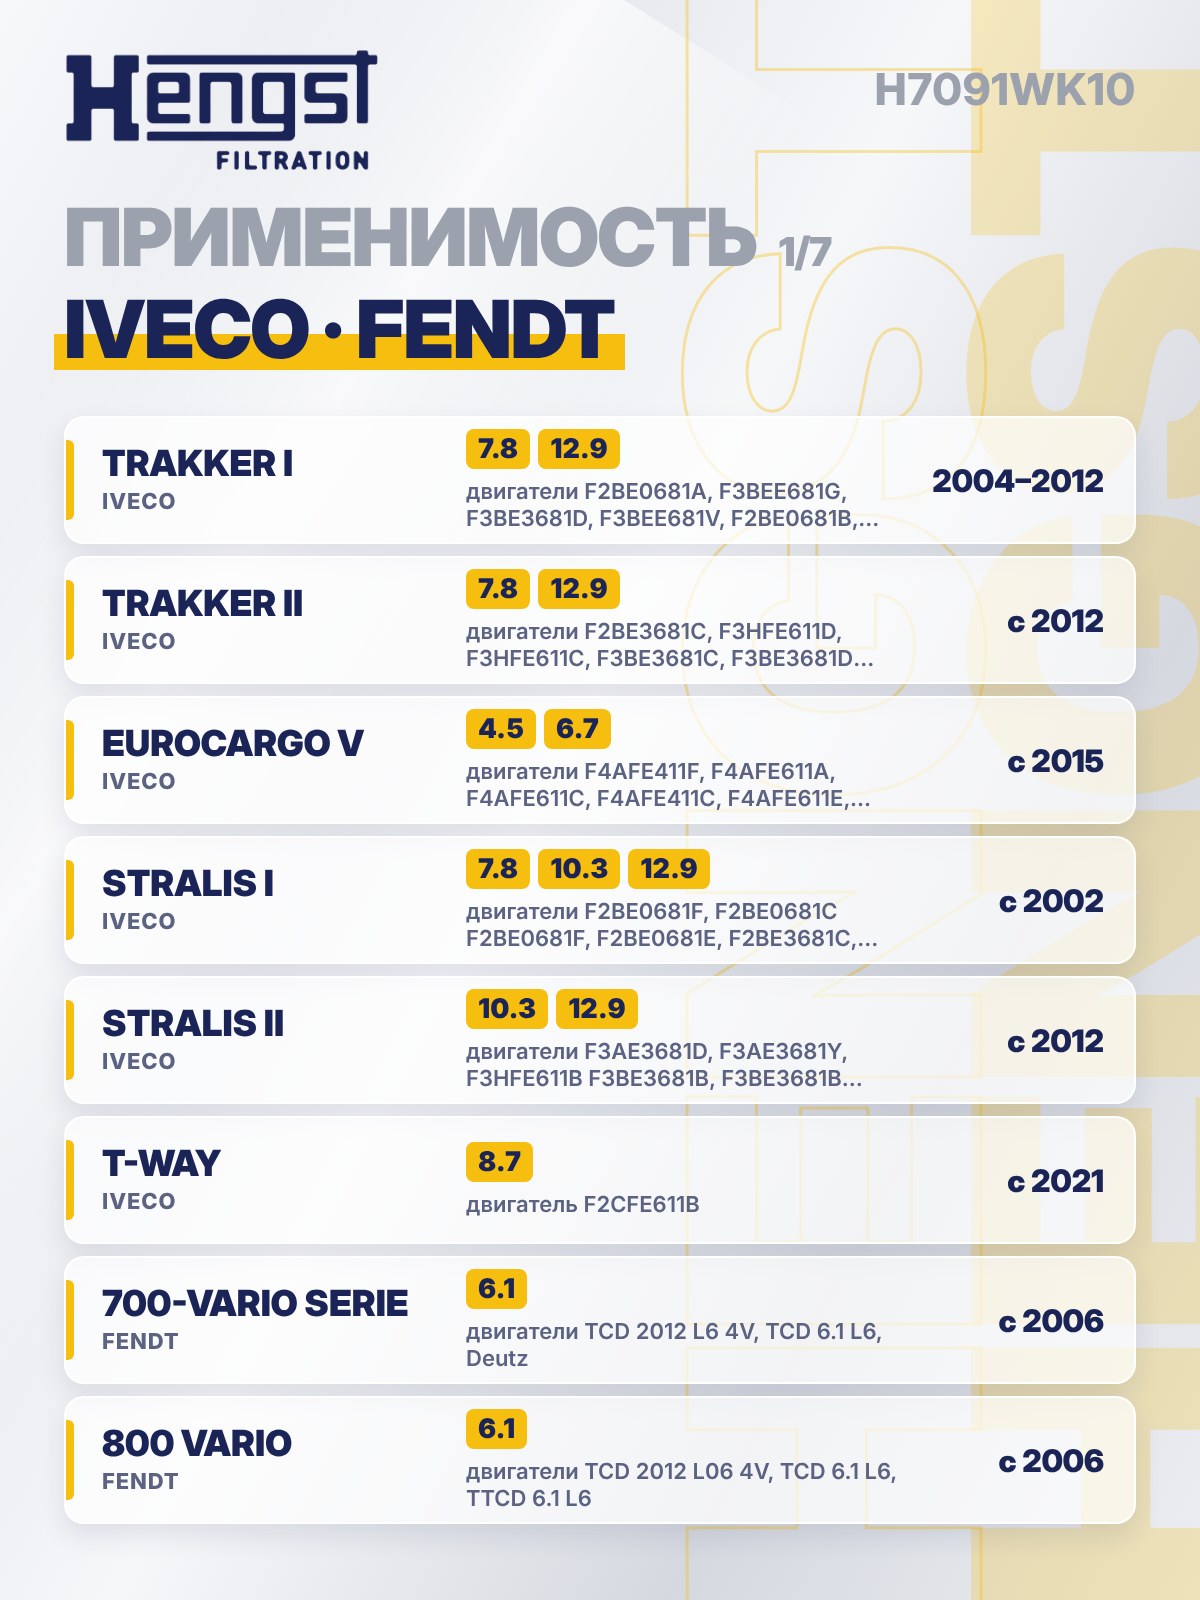 Hengst
FILTRATION
H7091WK10
ПРИМЕНИМОСТЬ 1/7
IVECO · FENDT
TRAKKER I
IVECO
7.8 12.9
двигатели F2BE0681A, F3BEE681G,
F3BE3681D, F3BEE681V, F2BE0681B,...
2004–2012
TRAKKER II
IVECO
7.8 12.9
двигатели F2BE3681C, F3HFE611D,
F3HFE611C, F3BE3681C, F3BE3681D...
с 2012
EUROCARGO V
IVECO
4.5 6.7
двигатели F4AFE411F, F4AFE611A,
F4AFE611C, F4AFE411C, F4AFE611E,...
с 2015
STRALIS I
IVECO
7.8 10.3 12.9
двигатели F2BE0681F, F2BE0681C
F2BE0681F, F2BE0681E, F2BE3681C,...
с 2002
STRALIS II
IVECO
10.3 12.9
двигатели F3AE3681D, F3AE3681Y,
F3HFE611B F3BE3681B, F3BE3681B...
с 2012
T-WAY
IVECO
8.7
двигатель F2CFE611B
с 2021
700-VARIO SERIE
FENDT
6.1
двигатели TCD 2012 L6 4V, TCD 6.1 L6,
Deutz
с 2006
800 VARIO
FENDT
6.1
двигатели TCD 2012 L06 4V, TCD 6.1 L6,
TTCD 6.1 L6
с 2006